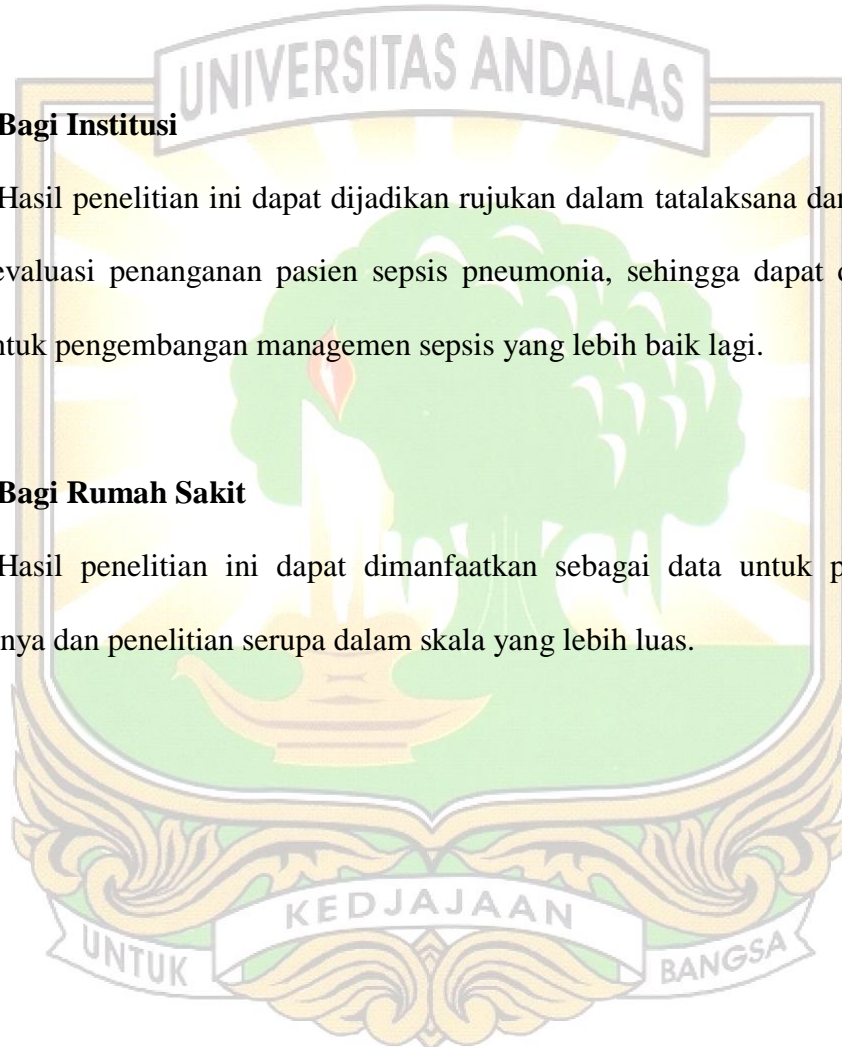 UNIVERSITAS ANDALAS
Bagi Institusi
Hasil penelitian ini dapat dijadikan rujukan dalam tatalaksana dan
evaluasi penanganan pasien sepsis pneumonia, sehingga dapat
ntuk pengembangan managemen sepsis yang lebih baik lagi.
Bagi Rumah Sakit
Hasil penelitian ini dapat dimanfaatkan sebagai data untuk
nya dan penelitian serupa dalam skala yang lebih luas.
KEDJAJAAN
UNTUK BANGSA